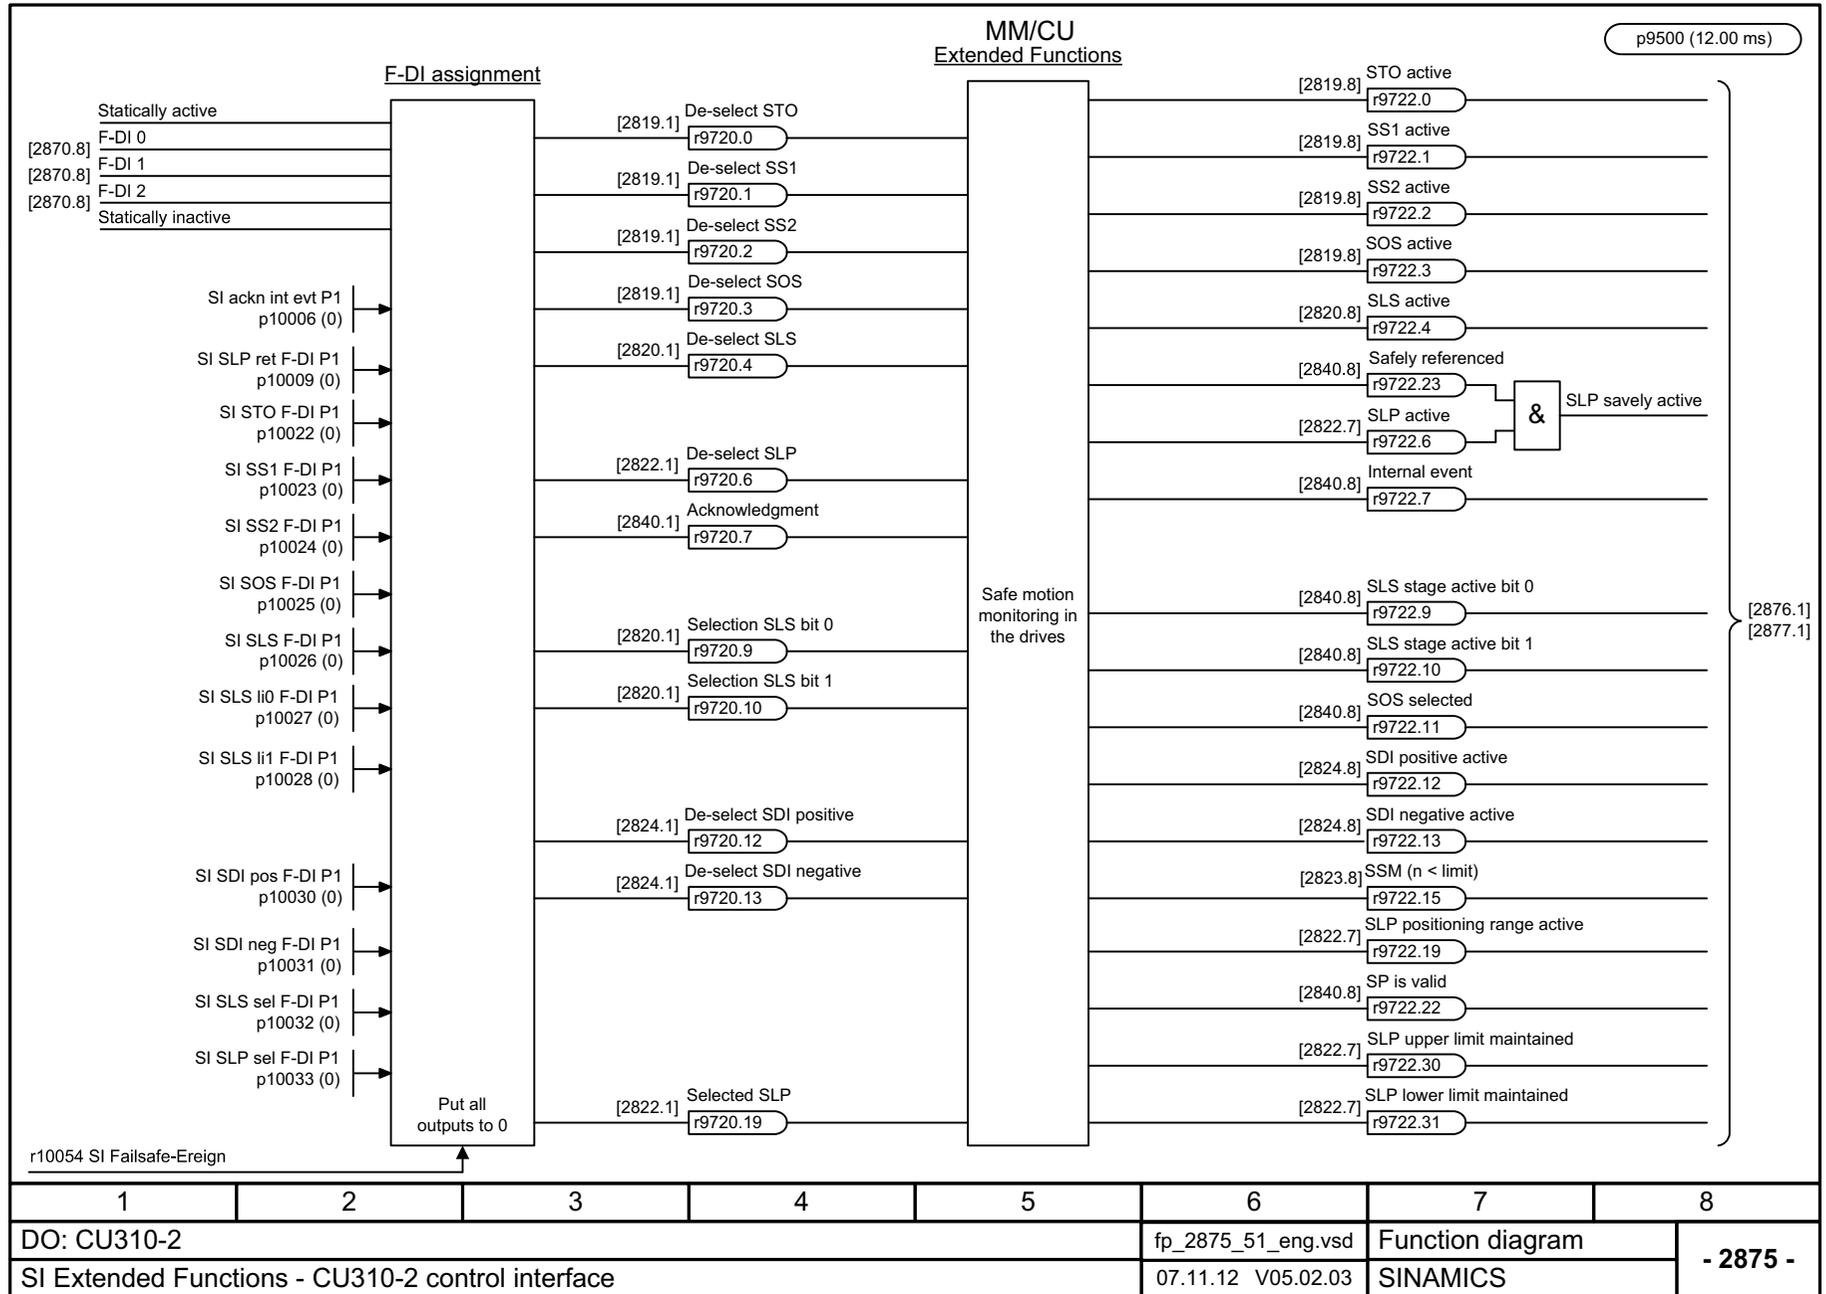 MM/CU
Extended Functions
p9500 (12.00 ms)
F-DI assignment
Statically active
[2870.8] F-DI 0
[2870.8] F-DI 1
[2870.8] F-DI 2
Statically inactive
SI ackn int evt P1
p10006 (0)
SI SLP ret F-DI P1
p10009 (0)
SI STO F-DI P1
p10022 (0)
SI SS1 F-DI P1
p10023 (0)
SI SS2 F-DI P1
p10024 (0)
SI SOS F-DI P1
p10025 (0)
SI SLS F-DI P1
p10026 (0)
SI SLS li0 F-DI P1
p10027 (0)
SI SLS li1 F-DI P1
p10028 (0)
SI SDI pos F-DI P1
p10030 (0)
SI SDI neg F-DI P1
p10031 (0)
SI SLS sel F-DI P1
p10032 (0)
SI SLP sel F-DI P1
p10033 (0)
Put all
outputs to 0
r10054 SI Failsafe-Ereign
De-select STO
[2819.1] r9720.0
De-select SS1
[2819.1] r9720.1
De-select SS2
[2819.1] r9720.2
De-select SOS
[2819.1] r9720.3
De-select SLS
[2820.1] r9720.4
De-select SLP
[2822.1] r9720.6
Acknowledgment
[2840.1] r9720.7
Selection SLS bit 0
[2820.1] r9720.9
Selection SLS bit 1
[2820.1] r9720.10
De-select SDI positive
[2824.1] r9720.12
De-select SDI negative
[2824.1] r9720.13
Selected SLP
[2822.1] r9720.19
Safe motion
monitoring in
the drives
STO active
[2819.8] r9722.0
SS1 active
[2819.8] r9722.1
SS2 active
[2819.8] r9722.2
SOS active
[2819.8] r9722.3
SLS active
[2820.8] r9722.4
Safely referenced
[2840.8] r9722.23
SLP active
[2822.7] r9722.6
&
SLP savely active
Internal event
[2840.8] r9722.7
SLS stage active bit 0
[2840.8] r9722.9
SLS stage active bit 1
[2840.8] r9722.10
SOS selected
[2840.8] r9722.11
SDI positive active
[2824.8] r9722.12
SDI negative active
[2824.8] r9722.13
SSM (n < limit)
[2823.8] r9722.15
SLP positioning range active
[2822.7] r9722.19
SP is valid
[2840.8] r9722.22
SLP upper limit maintained
[2822.7] r9722.30
SLP lower limit maintained
[2822.7] r9722.31
[2876.1]
[2877.1]
1 2 3 4 5 6 7 8
DO: CU310-2
fp_2875_51_eng.vsd
Function diagram
- 2875 -
SI Extended Functions - CU310-2 control interface
07.11.12 V05.02.03
SINAMICS